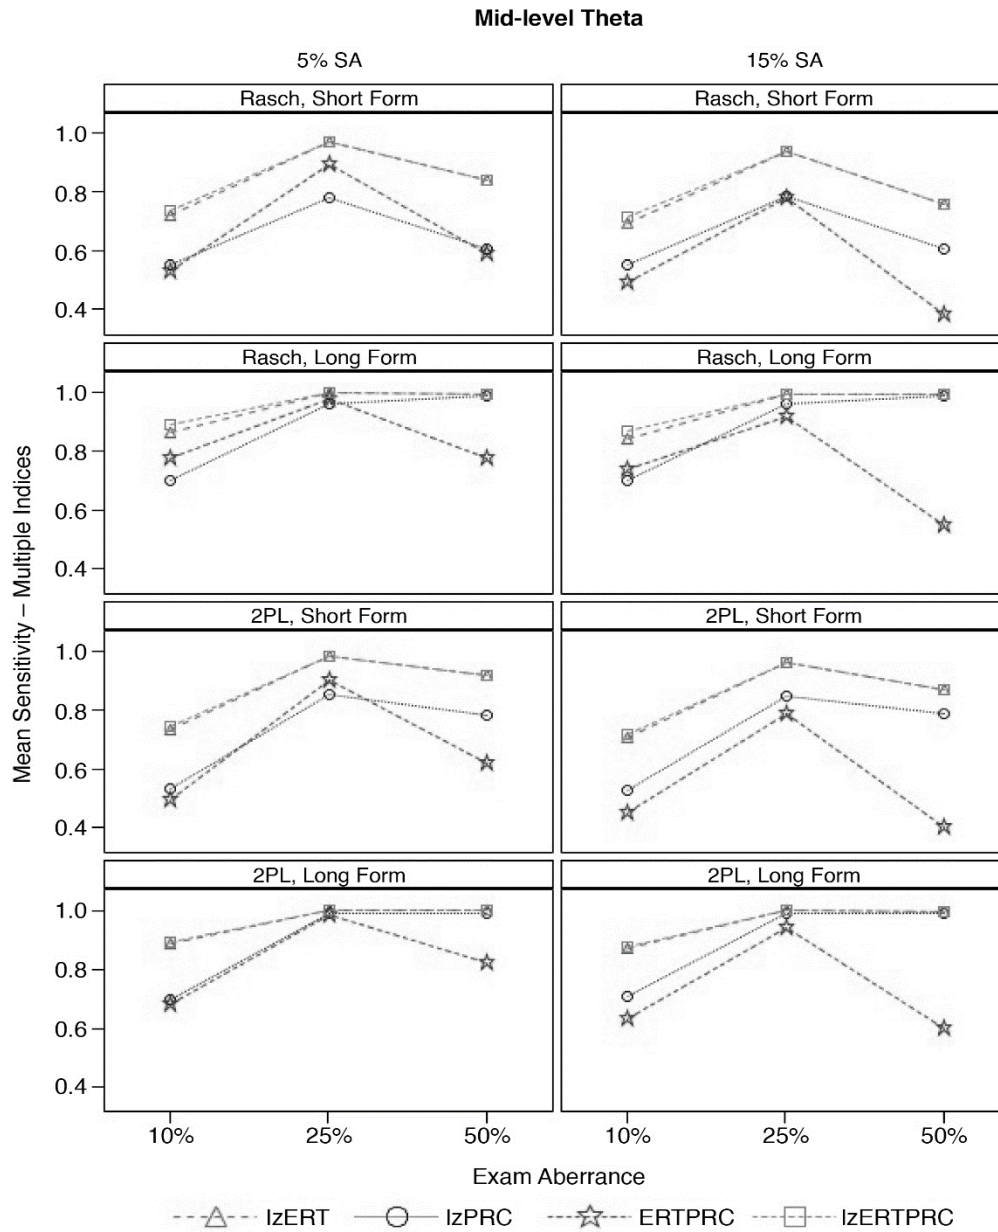 Mid-level Theta
5% SA
15% SA
Rasch, Short Form
Rasch, Short Form
1.0
0.8
0.6
0.4
Rasch, Long Form
Rasch, Long Form
1.0
0.8
0.6
0.4
2PL, Short Form
2PL, Short Form
1.0
0.8
0.6
0.4
2PL, Long Form
2PL, Long Form
1.0
0.8
0.6
0.4
Mean Sensitivity – Multiple Indices
10% 25% 50%
10% 25% 50%
Exam Aberrance
lzERT lzPRC ERTPRC lzERTPRC